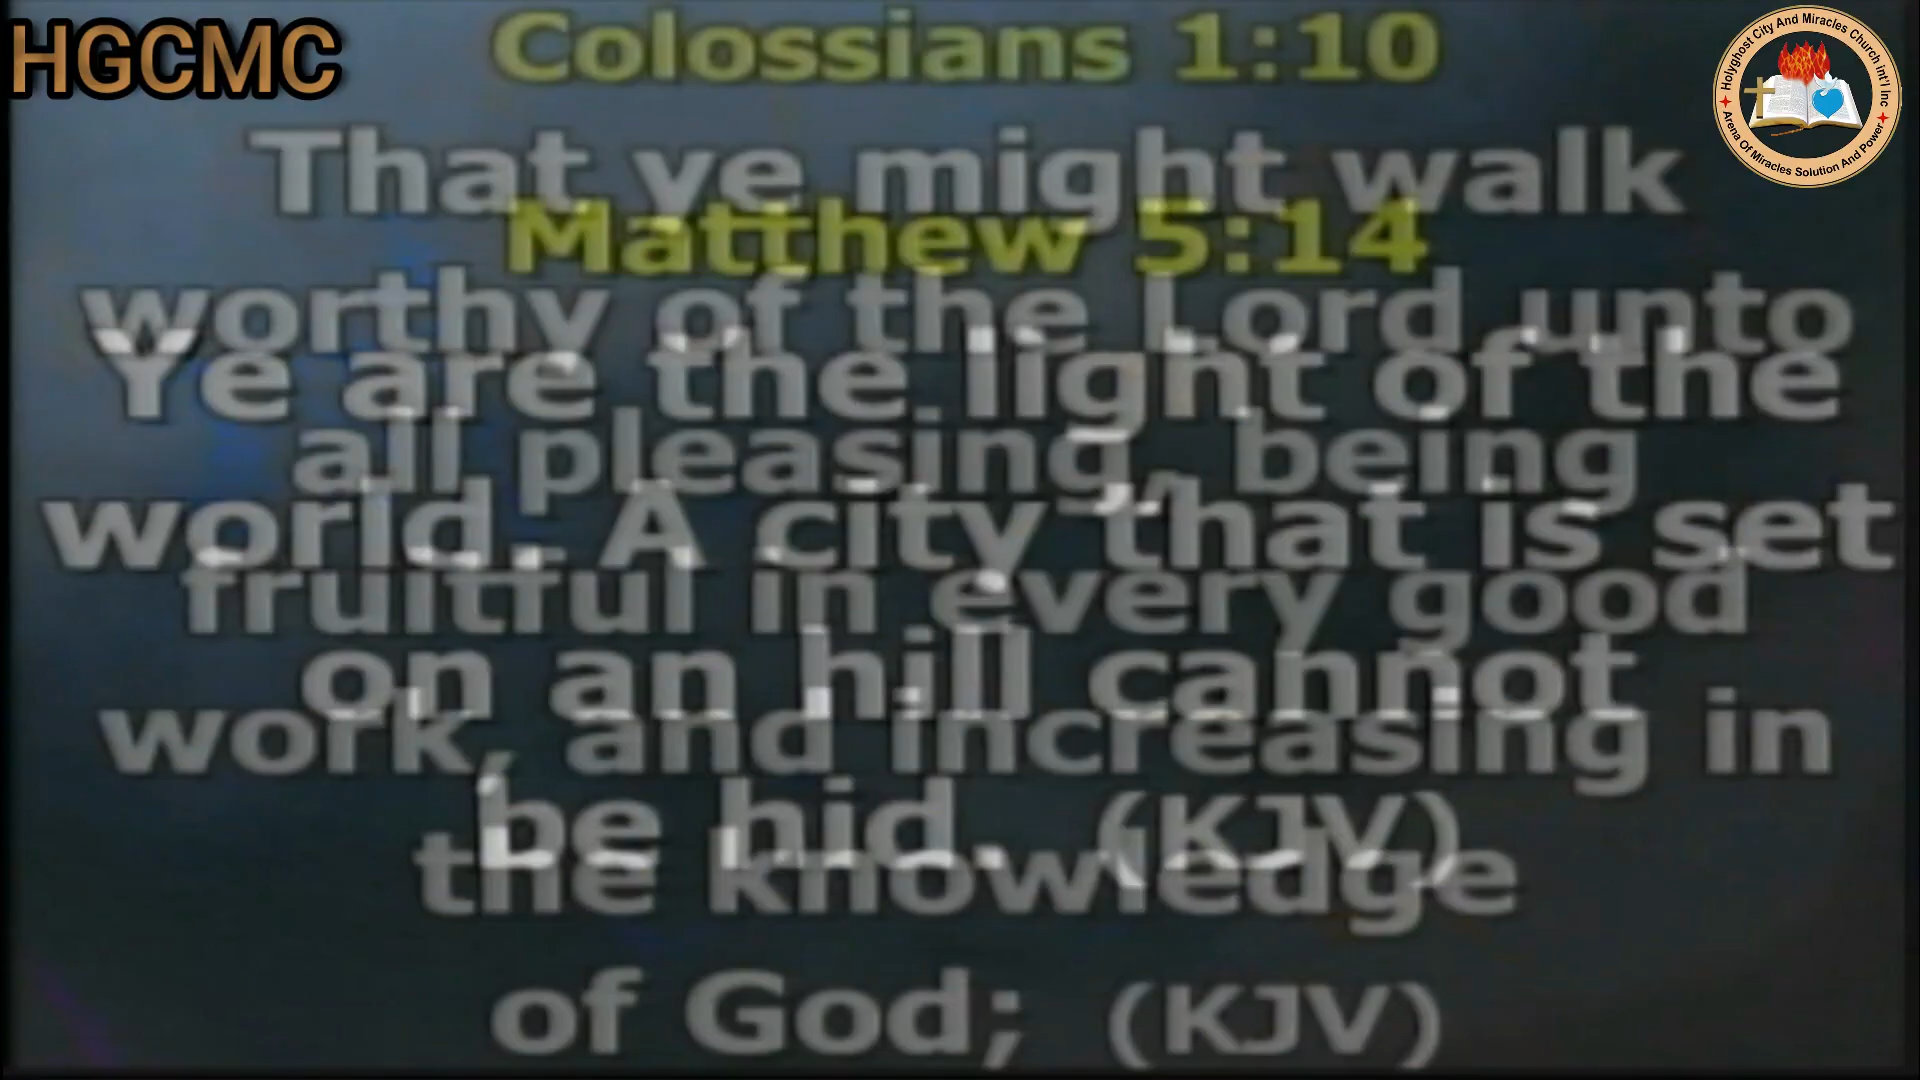 HGCMC
Colossians 1:10
That ye might walk
worthy of the Lord unto
all pleasing, being
fruitful in every good
work, and increasing in
the knowledge
of God; (KJV)
Matthew 5:14
Ye are the light of the
world. A city that is set
on an hill cannot
be hid. (KJV)
Holyghost City And Miracles Church int'l Inc
Arena Of Miracles Solution And Power